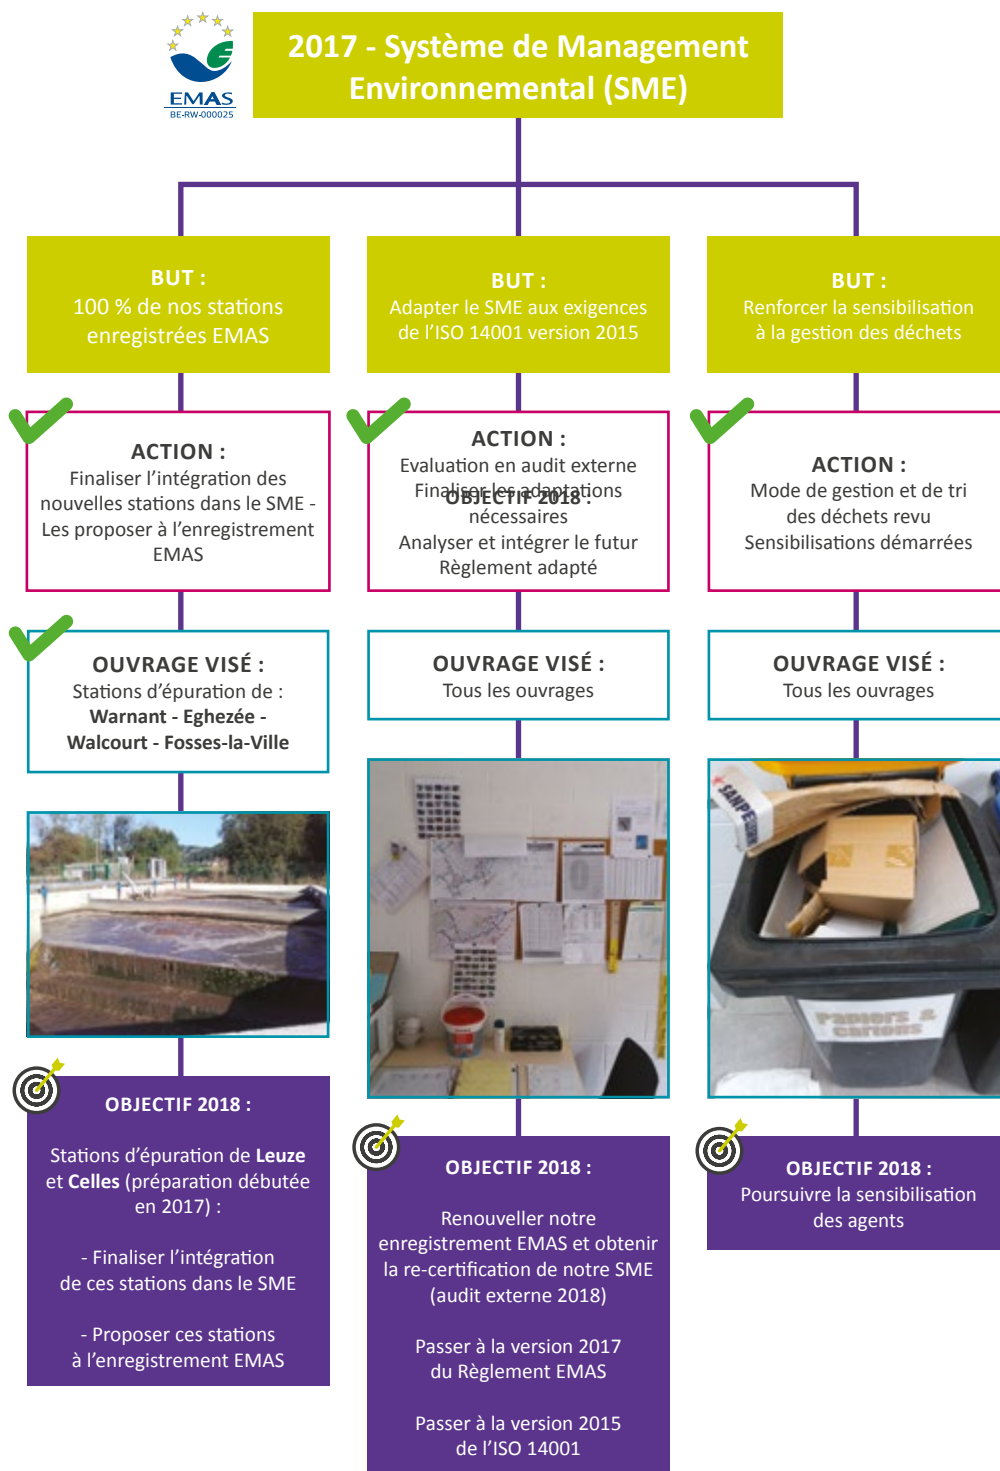 EMAS
BE-RW-000025
2017 - Système de Management
Environnemental (SME)
BUT :
100 % de nos stations
enregistrées EMAS
ACTION :
Finaliser l'intégration des
nouvelles stations dans le SME -
Les proposer à l'enregistrement
EMAS
OUVRAGE VISÉ :
Stations d'épuration de :
Warnant - Eghezée -
Walcourt - Fosses-la-Ville
OBJECTIF 2018 :
Stations d'épuration de Leuze
et Celles (préparation débutée
en 2017) :
- Finaliser l'intégration
de ces stations dans le SME
- Proposer ces stations
à l'enregistrement EMAS
BUT :
Adapter le SME aux exigences
de l'ISO 14001 version 2015
ACTION :
Evaluation en audit externe
Finaliser les adaptations
OBJECTIF 2018 :
nécessaires
Analyser et intégrer le futur
Règlement adapté
OUVRAGE VISÉ :
Tous les ouvrages
OBJECTIF 2018 :
Renouveller notre
enregistrement EMAS et obtenir
la re-certification de notre SME
(audit externe 2018)
Passer à la version 2017
du Règlement EMAS
Passer à la version 2015
de l'ISO 14001
BUT :
Renforcer la sensibilisation
à la gestion des déchets
ACTION :
Mode de gestion et de tri
des déchets revu
Sensibilisations démarrées
OUVRAGE VISÉ :
Tous les ouvrages
PAPIERS &
CARTONS
OBJECTIF 2018 :
Poursuivre la sensibilisation
des agents